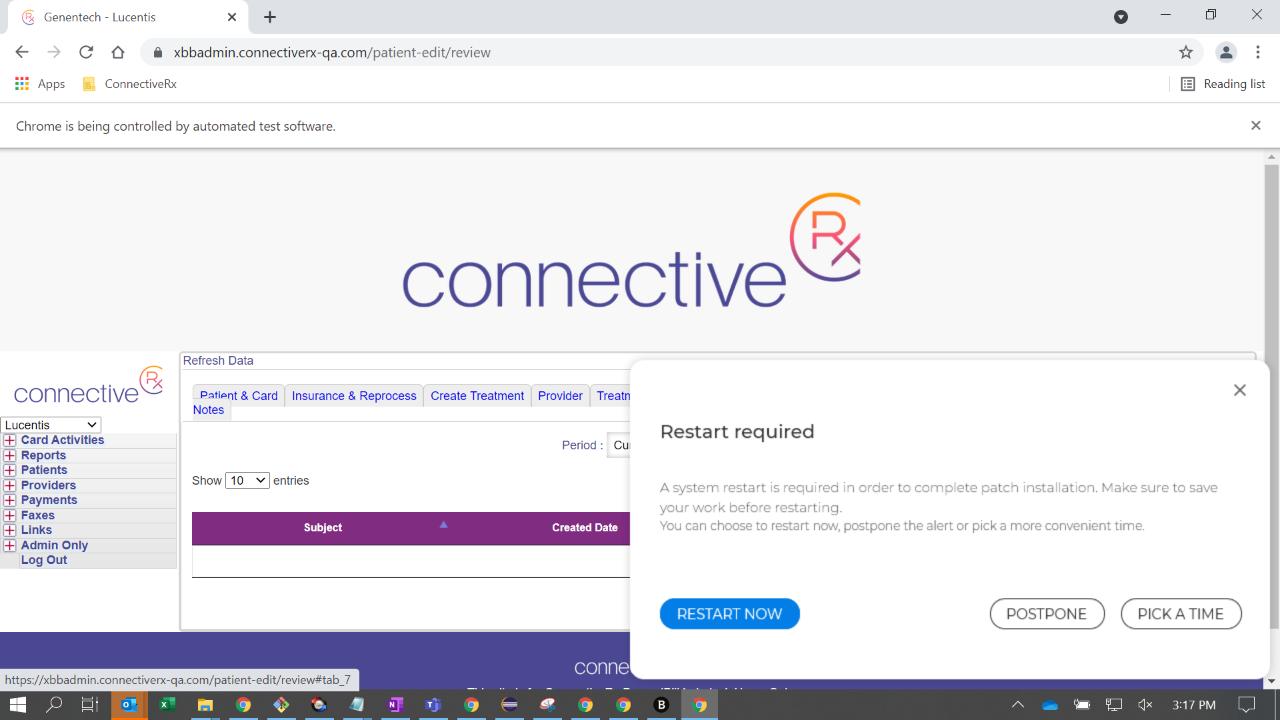 Genentech - Lucentis
xbbadmin.connectiverx-qa.com/patient-edit/review
Apps
ConnectiveRx
Reading list
Chrome is being controlled by automated test software.
connective Rx
connective Rx
Lucentis
Card Activities
Reports
Patients
Providers
Payments
Faxes
Links
Admin Only
Log Out
Refresh Data
Patient & Card Insurance & Reprocess Create Treatment Provider Treatm
Notes
Period : Cu
Show 10 entries
Subject Created Date
Restart required
A system restart is required in order to complete patch installation. Make sure to save
your work before restarting.
You can choose to restart now, postpone the alert or pick a more convenient time.
RESTART NOW POSTPONE PICK A TIME
conne
https://xbbadmin.connectiverx-qa.com/patient-edit/review#tab_7
3:17 PM